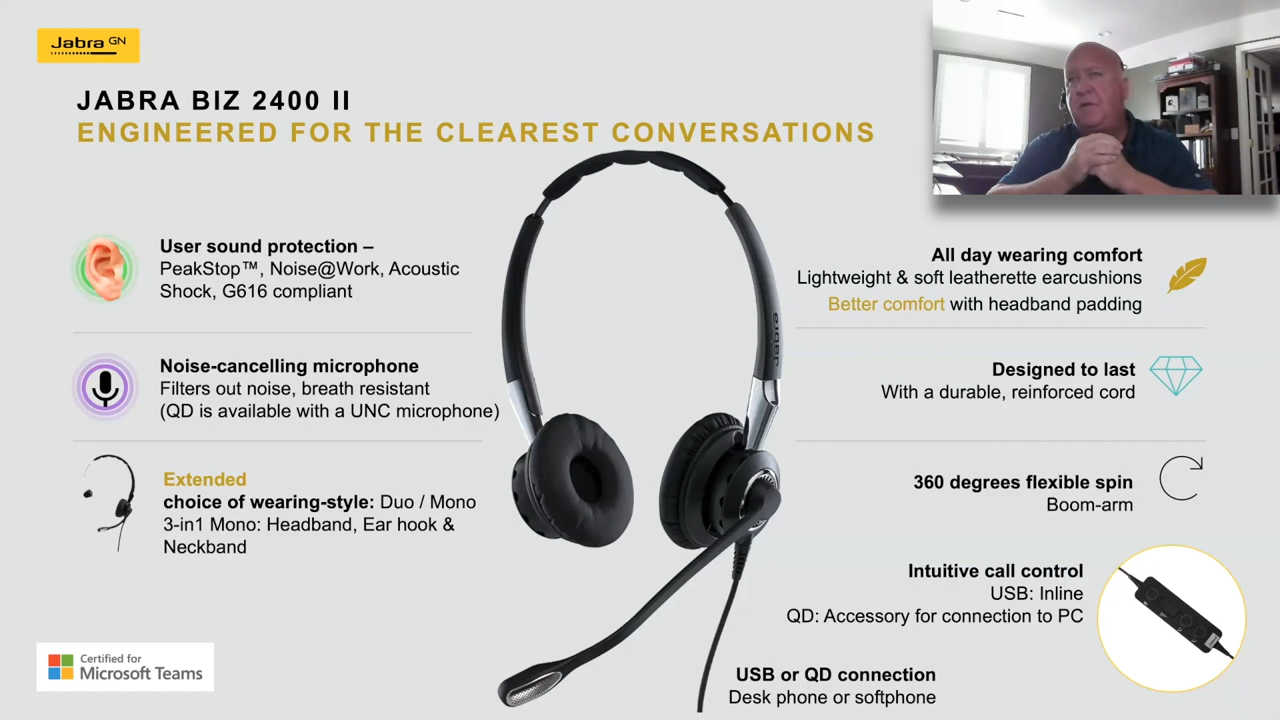 Jabra GN
JABRA BIZ 2400 II
ENGINEERED FOR THE CLEAREST CONVERSATIONS
User sound protection –
PeakStop™, Noise@Work, Acoustic
Shock, G616 compliant
Noise-cancelling microphone
Filters out noise, breath resistant
(QD is available with a UNC microphone)
Extended
choice of wearing-style: Duo / Mono
3-in1 Mono: Headband, Ear hook &
Neckband
Certified for
Microsoft Teams
Jabra
All day wearing comfort
Lightweight & soft leatherette earcushions
Better comfort with headband padding
Designed to last
With a durable, reinforced cord
360 degrees flexible spin
Boom-arm
Intuitive call control
USB: Inline
QD: Accessory for connection to PC
USB or QD connection
Desk phone or softphone